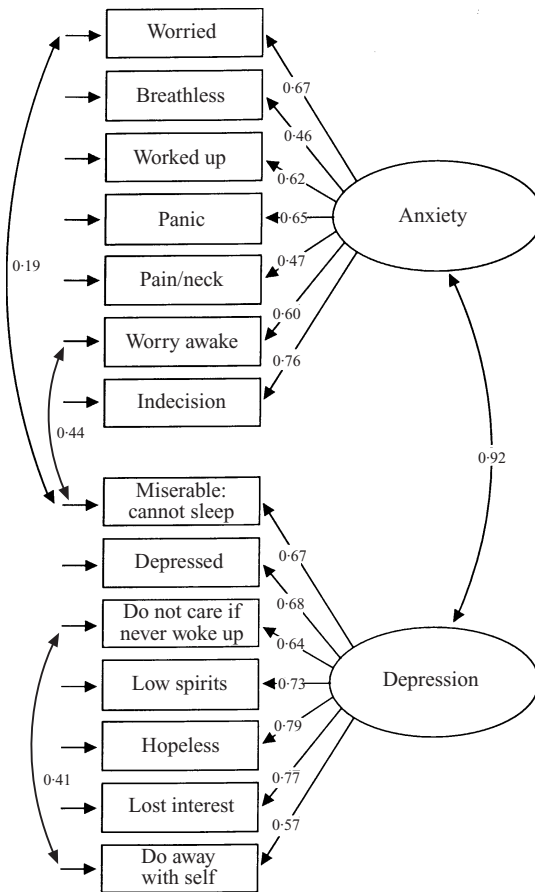 Worried
0·67
Breathless
0·46
Worked up
0·62
Panic
0·65
Anxiety
0·19
Pain/neck
0·47
Worry awake
0·60
Indecision
0·76
0·44
0·92
Miserable:
cannot sleep
0·67
Depressed
0·68
Do not care if
never woke up
0·64
Low spirits
0·73
Depression
Hopeless
0·79
0·41
Lost interest
0·77
0·57
Do away
with self